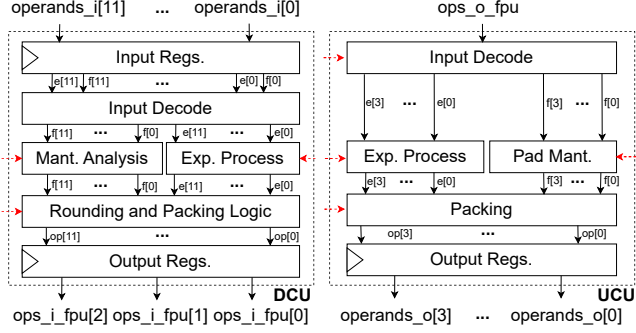 operands_i[11] ... operands_i[0]
Input Regs.
e[11] f[11] ... e[0] f[0]
Input Decode
f[11] ... f[0] e[11] ... e[0]
Mant. Analysis Exp. Process
f[11] ... f[0] e[11] ... e[0]
Rounding and Packing Logic
op[11] ... op[0]
Output Regs.
DCU
ops_i_fpu[2] ops_i_fpu[1] ops_i_fpu[0]
ops_o_fpu
Input Decode
e[3] ... e[0] f[3] ... f[0]
Exp. Process Pad Mant.
e[3] ... e[0] f[3] ... f[0]
Packing
op[3] ... op[0]
Output Regs.
UCU
operands_o[3] ... operands_o[0]